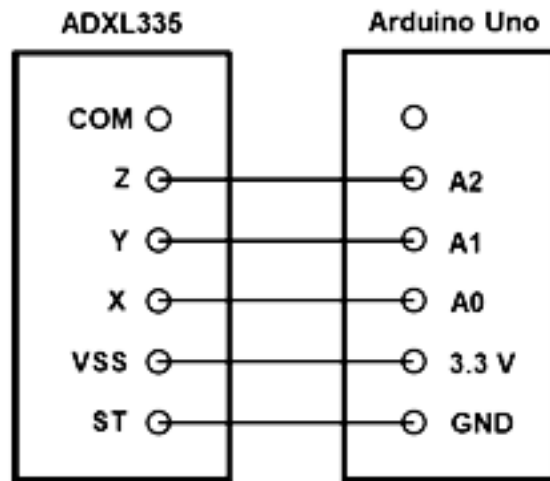 ADXL335 Arduino Uno
COM
Z A2
Y A1
X A0
VSS 3.3 V
ST GND